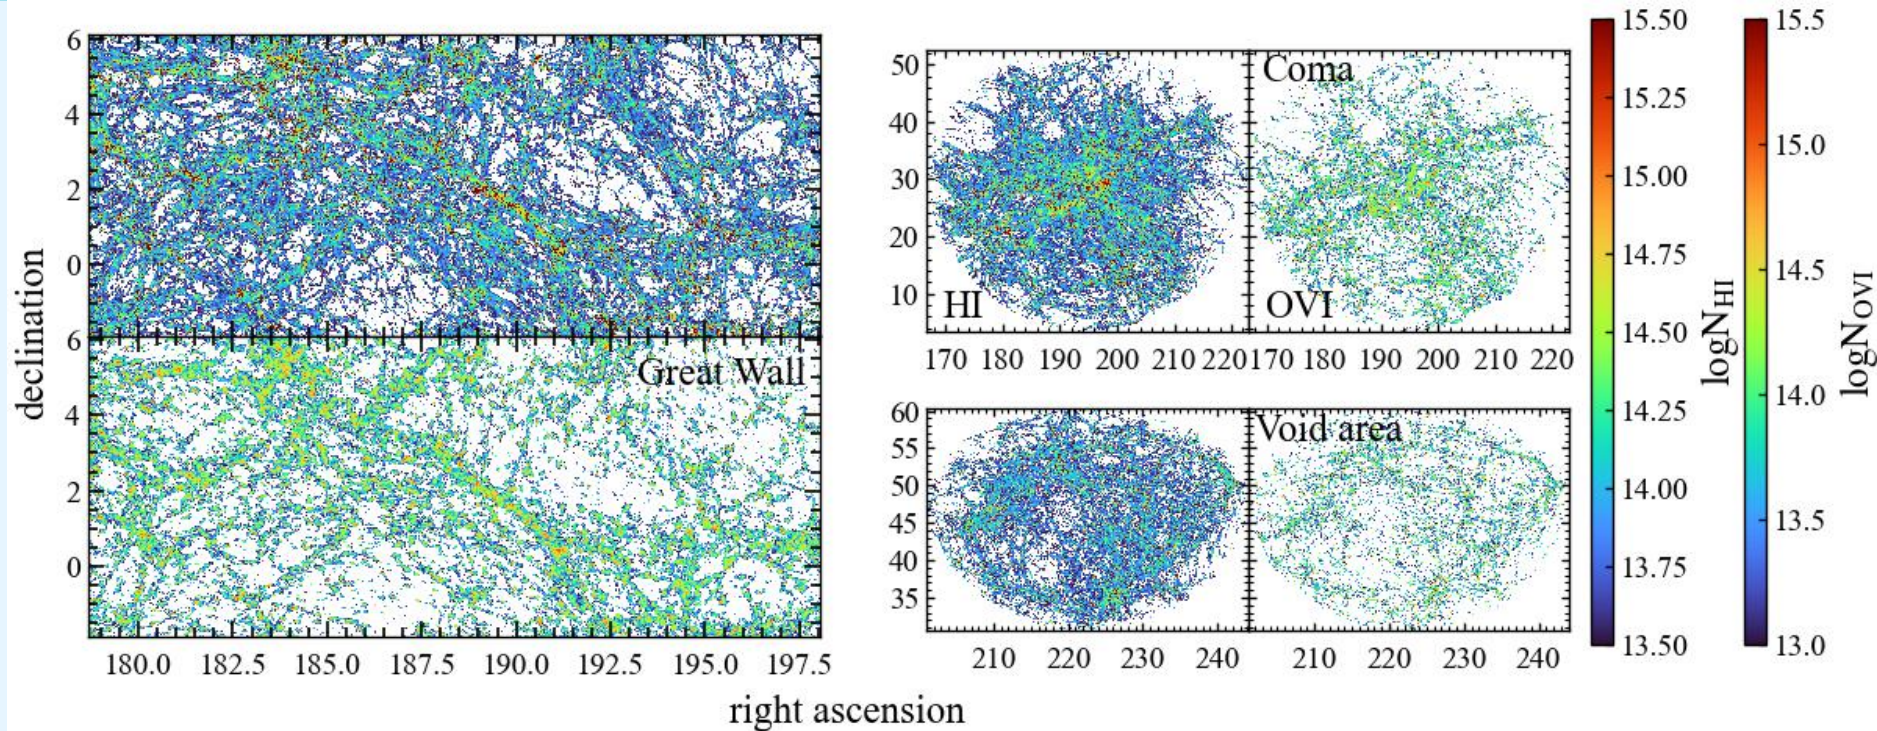 declination
6
4
2
0
6
4
2
0
Great Wall
180.0 182.5 185.0 187.5 190.0 192.5 195.0 197.5
right ascension
50
40
30
20
10
HI
Coma
OVI
170 180 190 200 210 220 170 180 190 200 210 220
60
55
50
45
40
35
Void area
210 220 230 240 210 220 230 240
15.50
15.25
15.00
14.75
14.50
14.25
14.00
13.75
13.50
logN_HI
15.5
15.0
14.5
14.0
13.5
13.0
logN_OVI